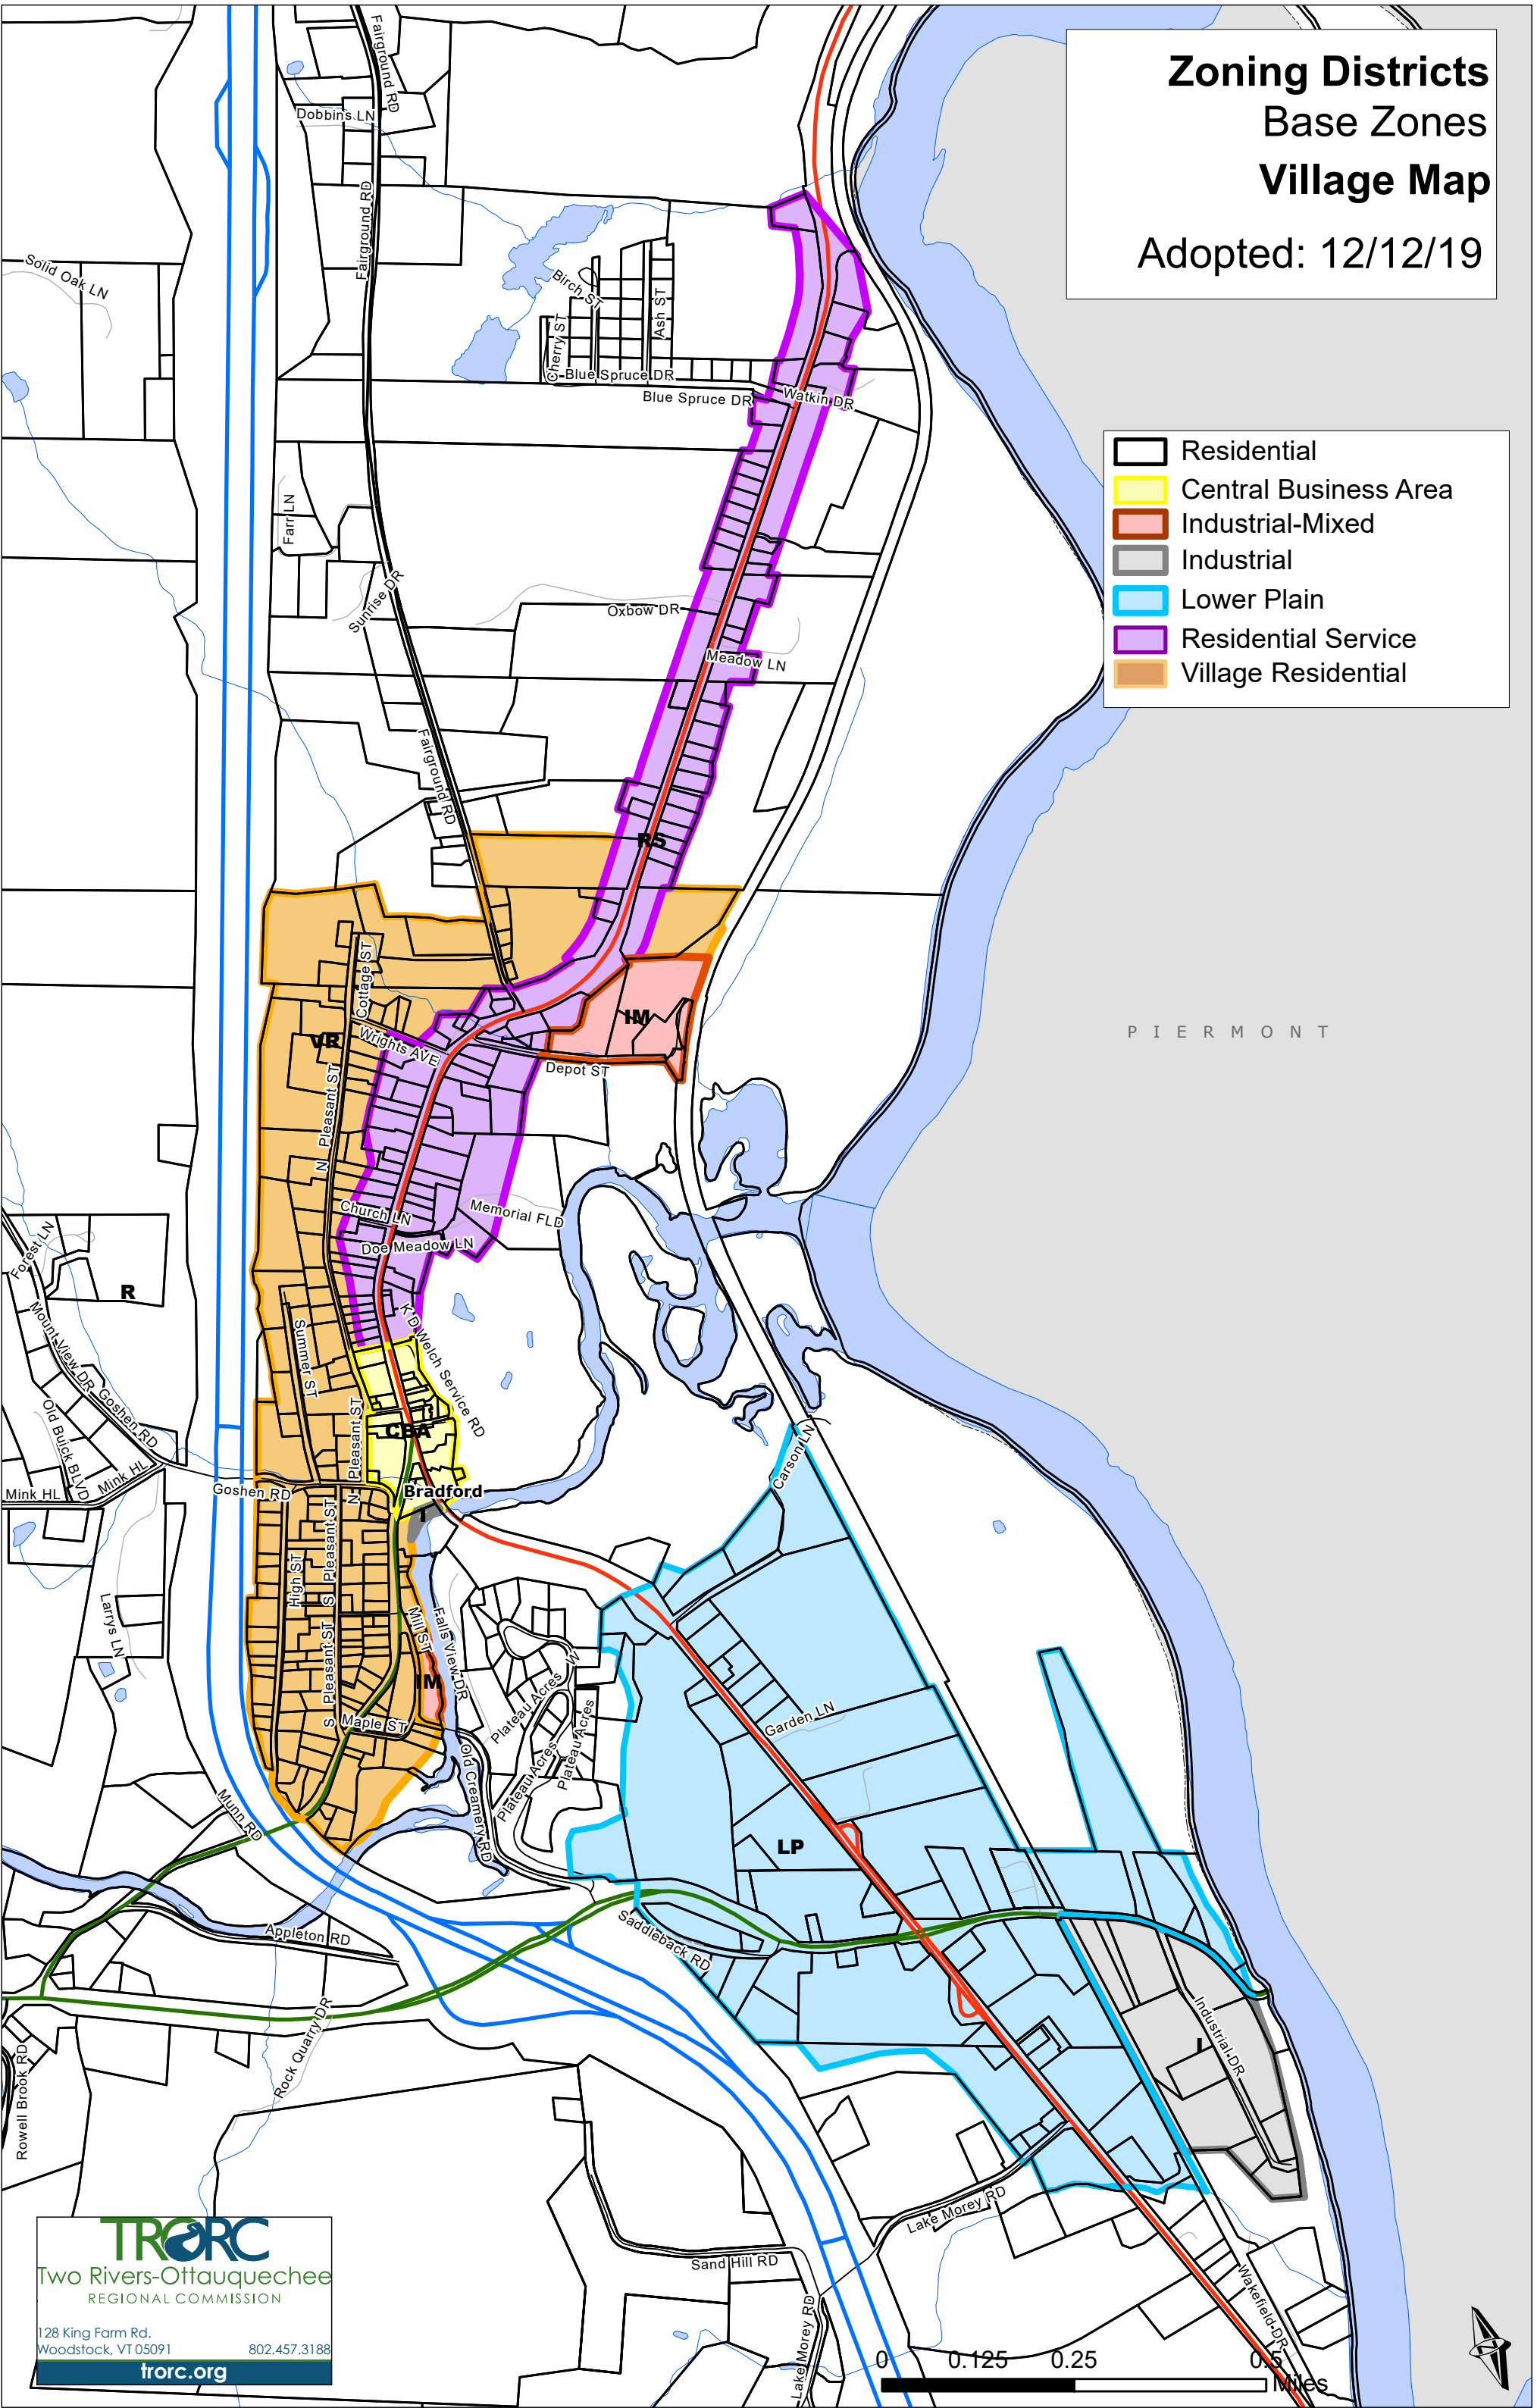 Zoning Districts
Base Zones
Village Map
Adopted: 12/12/19
Residential
Central Business Area
Industrial-Mixed
Industrial
Lower Plain
Residential Service
Village Residential
Fairground RD
Dobbins LN
Fairground RD
Solid Oak LN
Birch ST
Ash ST
Cherry ST
Blue Spruce DR
Blue Spruce DR
Watkin DR
Farr LN
Sunrise DR
Oxbow DR
Meadow LN
Fairground RD
RS
Cottage ST
IM
VR
Wrights AVE
PIERMONT
Depot ST
N Pleasant ST
Church LN
Memorial FLD
Doe Meadow LN
Forest LN
R
K D Welch Service RD
Mount View DR
Summer ST
Goshen RD
Old Buick BLVD
N Pleasant ST
CBA
Carson LN
Mink HL
Mink HL
Goshen RD
Bradford
I
S Pleasant ST
High ST
Larrys LN
Mill ST
Falls View DR
S Pleasant ST
IM
Plateau Acres W
Maple ST
Plateau Acres
Plateau Acres
Garden LN
Old Creamery RD
Munn RD
LP
Appleton RD
Saddleback RD
Rock Quarry DR
Industrial DR
I
Rowell Brook RD
Lake Morey RD
Sand Hill RD
Wakefield DR
Lake Morey RD
TRORC
Two Rivers-Ottauquechee
REGIONAL COMMISSION
128 King Farm Rd.
Woodstock, VT 05091 802.457.3188
trorc.org
0 0.125 0.25 0.5
Miles